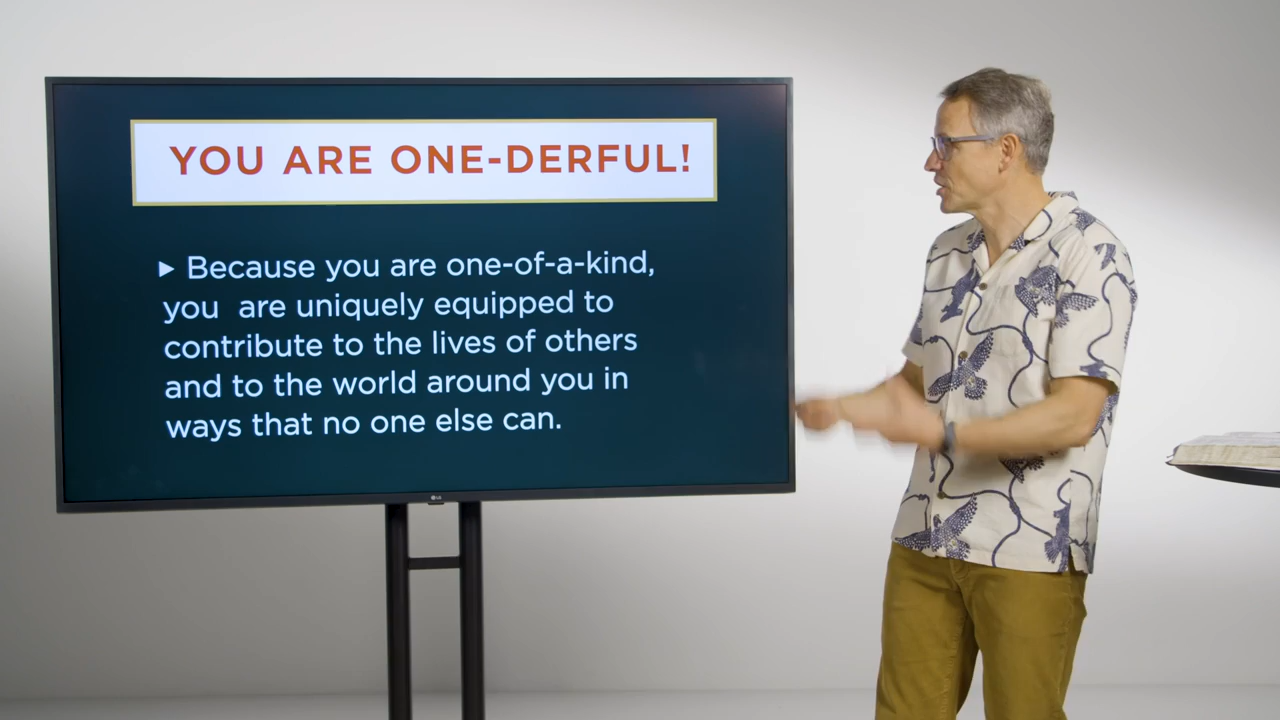 YOU ARE ONE-DERFUL!
► Because you are one-of-a-kind,
you are uniquely equipped to
contribute to the lives of others
and to the world around you in
ways that no one else can.
LG